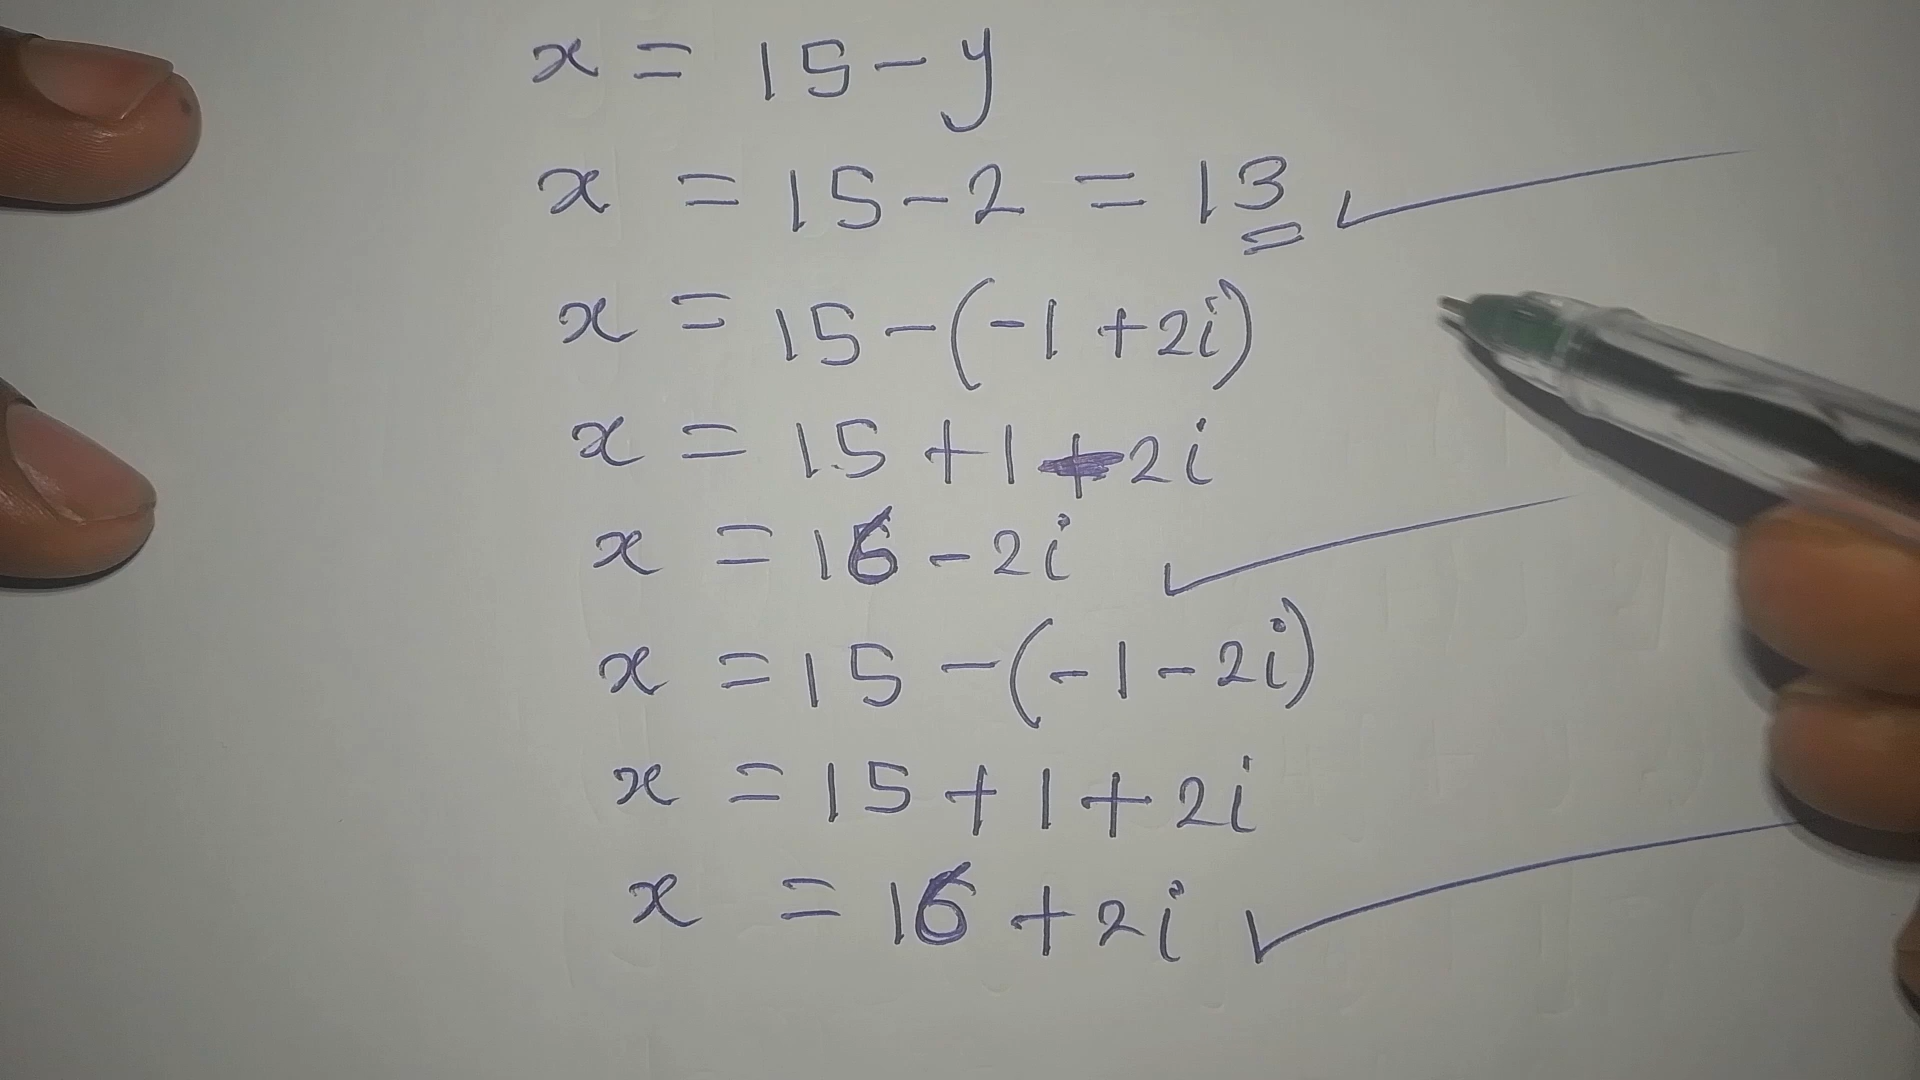 x = 15 - y
x = 15 - 2 = 13
x = 15 - (-1 + 2i)
x = 15 + 1 - 2i
x = 16 - 2i
x = 15 - (-1 - 2i)
x = 15 + 1 + 2i
x = 16 + 2i